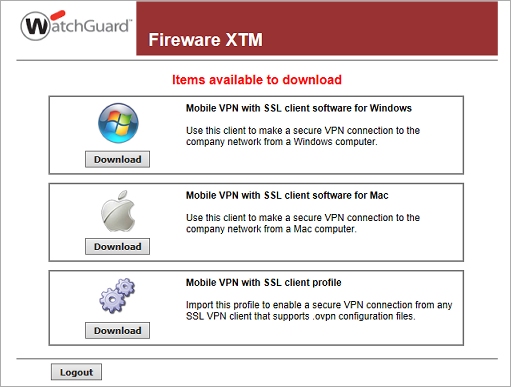 WatchGuard
Fireware XTM
Items available to download
Mobile VPN with SSL client software for Windows
Use this client to make a secure VPN connection to the
company network from a Windows computer.
Download
Mobile VPN with SSL client software for Mac
Use this client to make a secure VPN connection to the
company network from a Mac computer.
Download
Mobile VPN with SSL client profile
Import this profile to enable a secure VPN connection from any
SSL VPN client that supports .ovpn configuration files.
Download
Logout